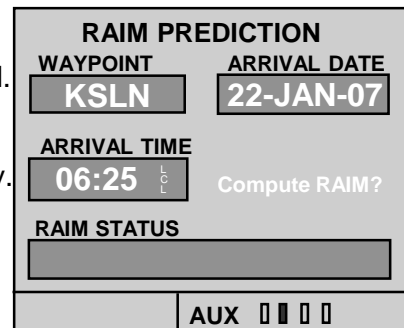 RAIM PREDICTION
WAYPOINT ARRIVAL DATE
l.
KSLN 22-JAN-07
ARRIVAL TIME
y.
06:25 LCL Compute RAIM?
RAIM STATUS
AUX